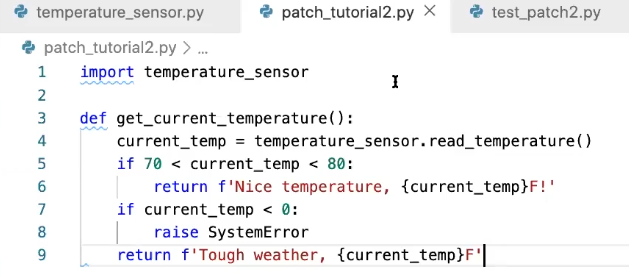 temperature_sensor.py patch_tutorial2.py test_patch2.py
patch_tutorial2.py > ...
1 import temperature_sensor
2
3 def get_current_temperature():
4     current_temp = temperature_sensor.read_temperature()
5     if 70 < current_temp < 80:
6         return f'Nice temperature, {current_temp}F!'
7     if current_temp < 0:
8         raise SystemError
9     return f'Tough weather, {current_temp}F'